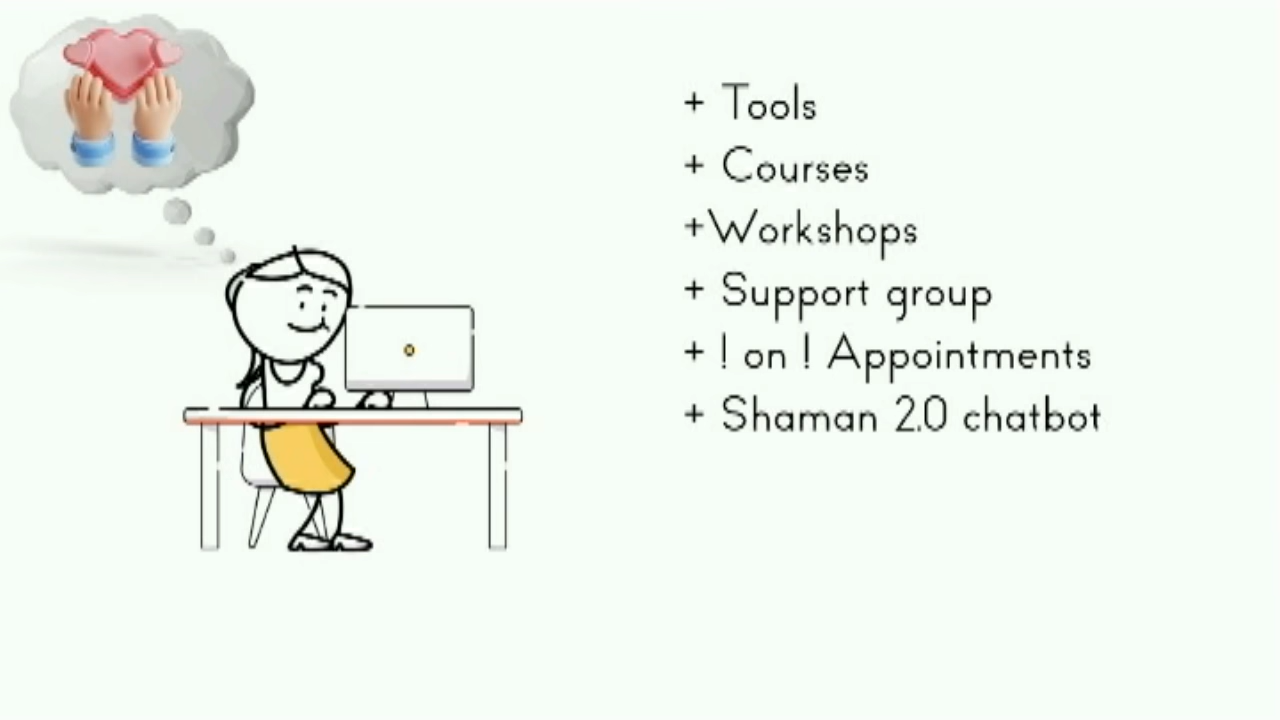 + Tools
+ Courses
+Workshops
+ Support group
+ ! on ! Appointments
+ Shaman 2.0 chatbot